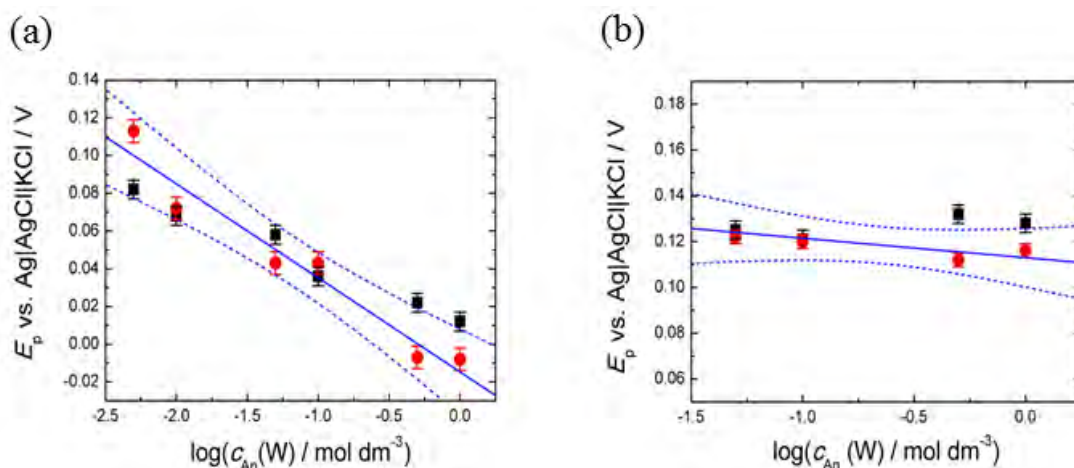 (a)
(b)
0.14
0.12
0.10
0.08
0.06
0.04
0.02
0.00
-0.02
E_p vs. Ag|AgCl||KCl / V
-2.5 -2.0 -1.5 -1.0 -0.5 0.0
log(c_An(W) / mol dm⁻³)
0.18
0.16
0.14
0.12
0.10
0.08
0.06
E_p vs. Ag|AgCl||KCl / V
-1.5 -1.0 -0.5 0.0
log(c_An (W) / mol dm⁻³)